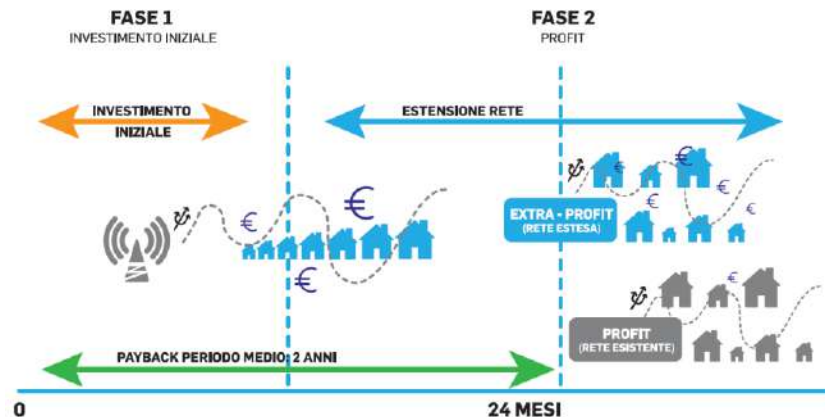 FASE 1
INVESTIMENTO INIZIALE
FASE 2
PROFIT
INVESTIMENTO
INIZIALE
ESTENSIONE RETE
€
€
€
€
€
€
€
EXTRA - PROFIT
(RETE ESTESA)
€
PROFIT
(RETE ESISTENTE)
PAYBACK PERIODO MEDIO: 2 ANNI
0
24 MESI